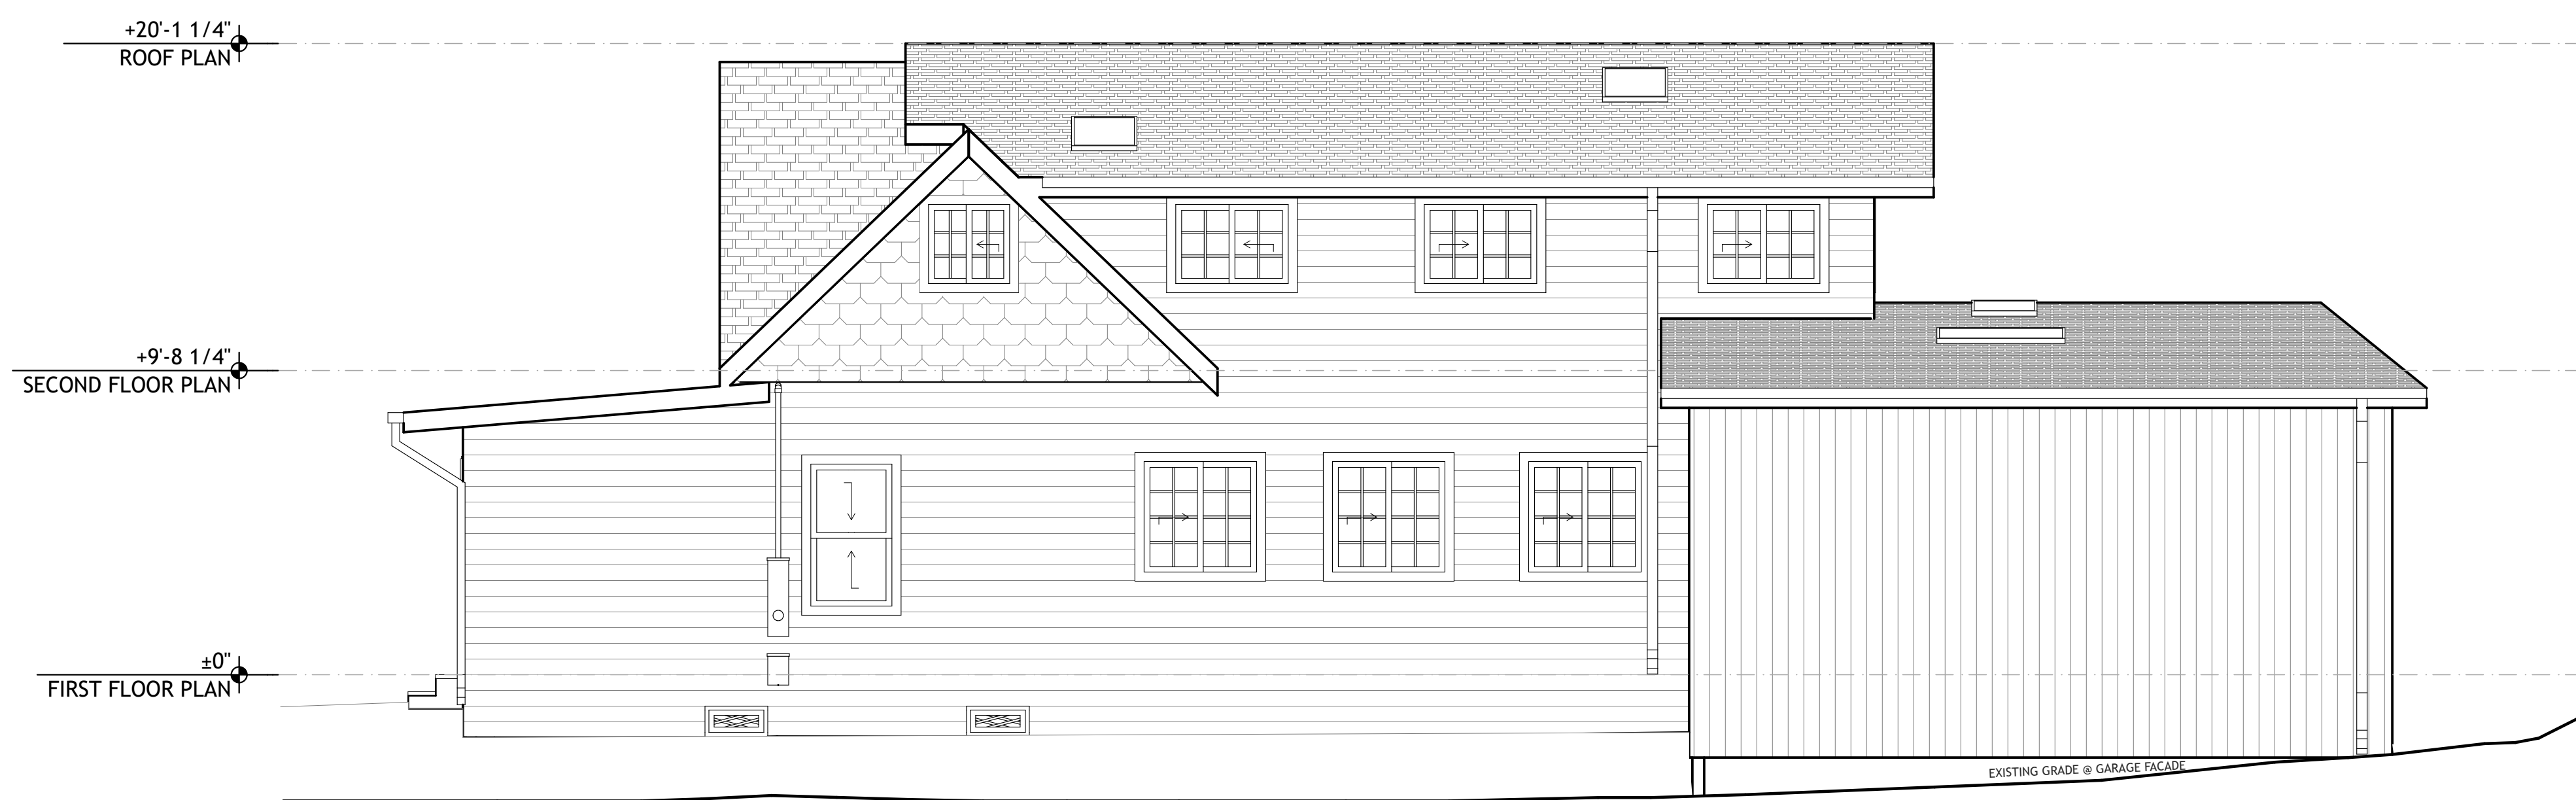 +20'-1 1/4"
ROOF PLAN
+9'-8 1/4"
SECOND FLOOR PLAN
±0"
FIRST FLOOR PLAN
EXISTING GRADE @ GARAGE FACADE